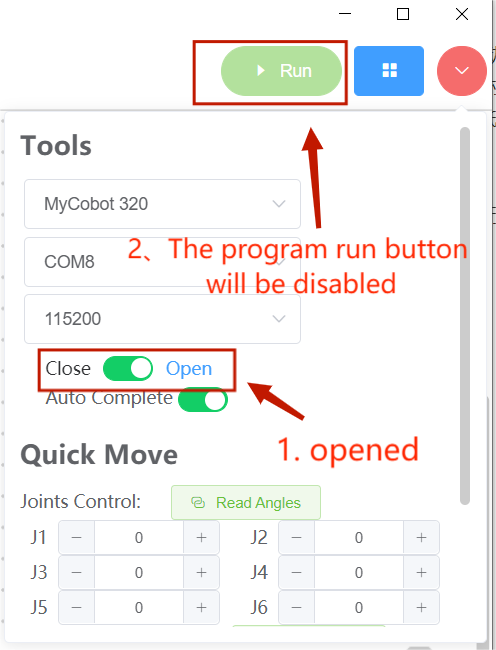 Run
Tools
MyCobot 320
COM8
2、The program run button
will be disabled
115200
Close Open
Auto Complete
1. opened
Quick Move
Joints Control: Read Angles
J1 − 0 + J2 − 0 +
J3 − 0 + J4 − 0 +
J5 − 0 + J6 − 0 +